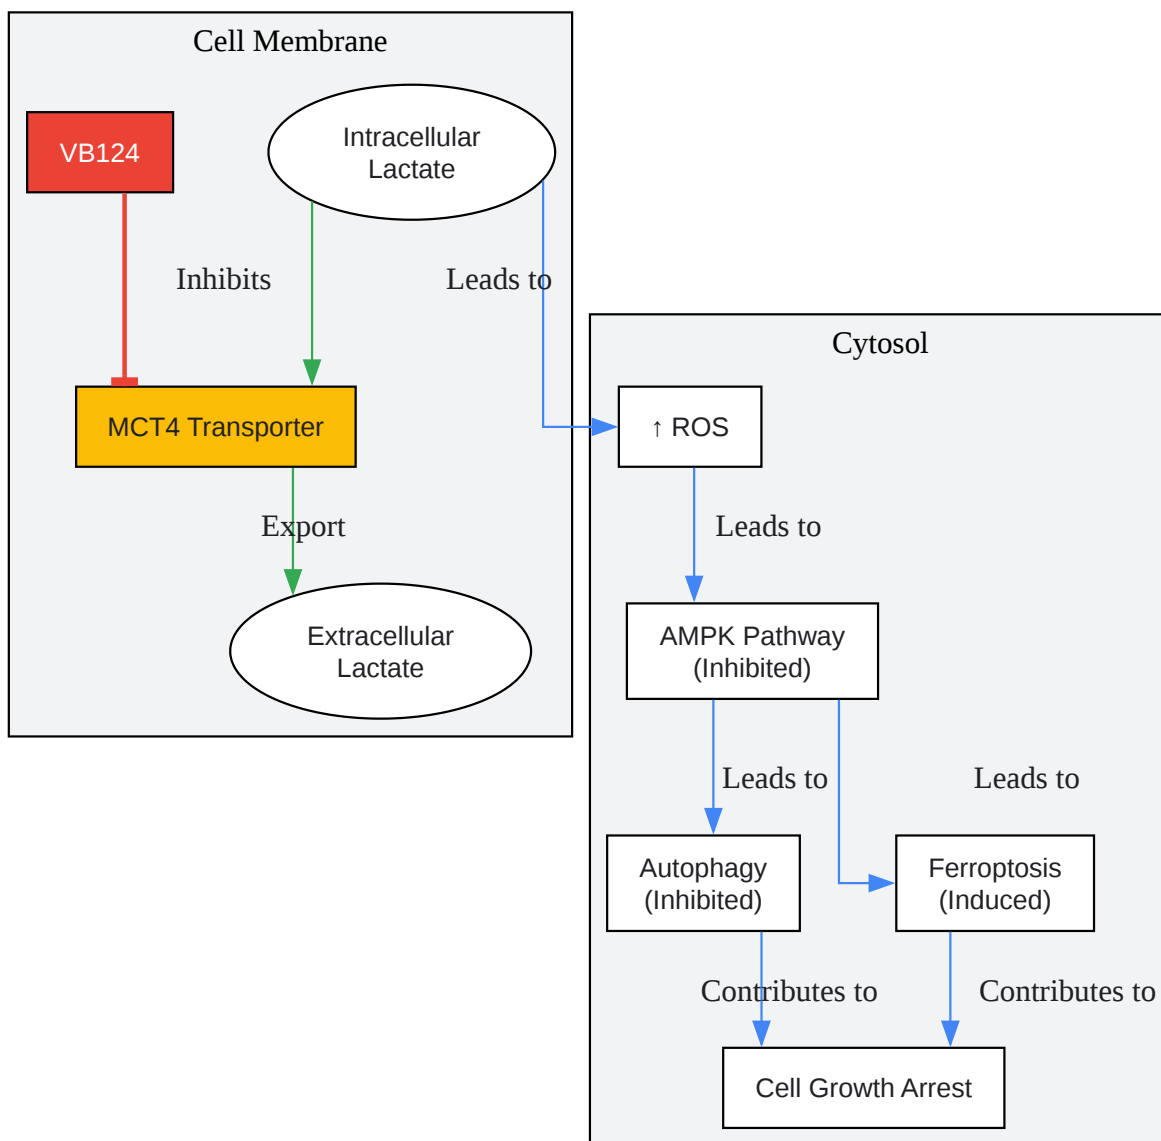 Cell Membrane
VB124
Intracellular
Lactate
Inhibits
Leads to
MCT4 Transporter
Export
Extracellular
Lactate
Cytosol
↑ ROS
Leads to
AMPK Pathway
(Inhibited)
Leads to
Leads to
Autophagy
(Inhibited)
Ferroptosis
(Induced)
Contributes to
Contributes to
Cell Growth Arrest